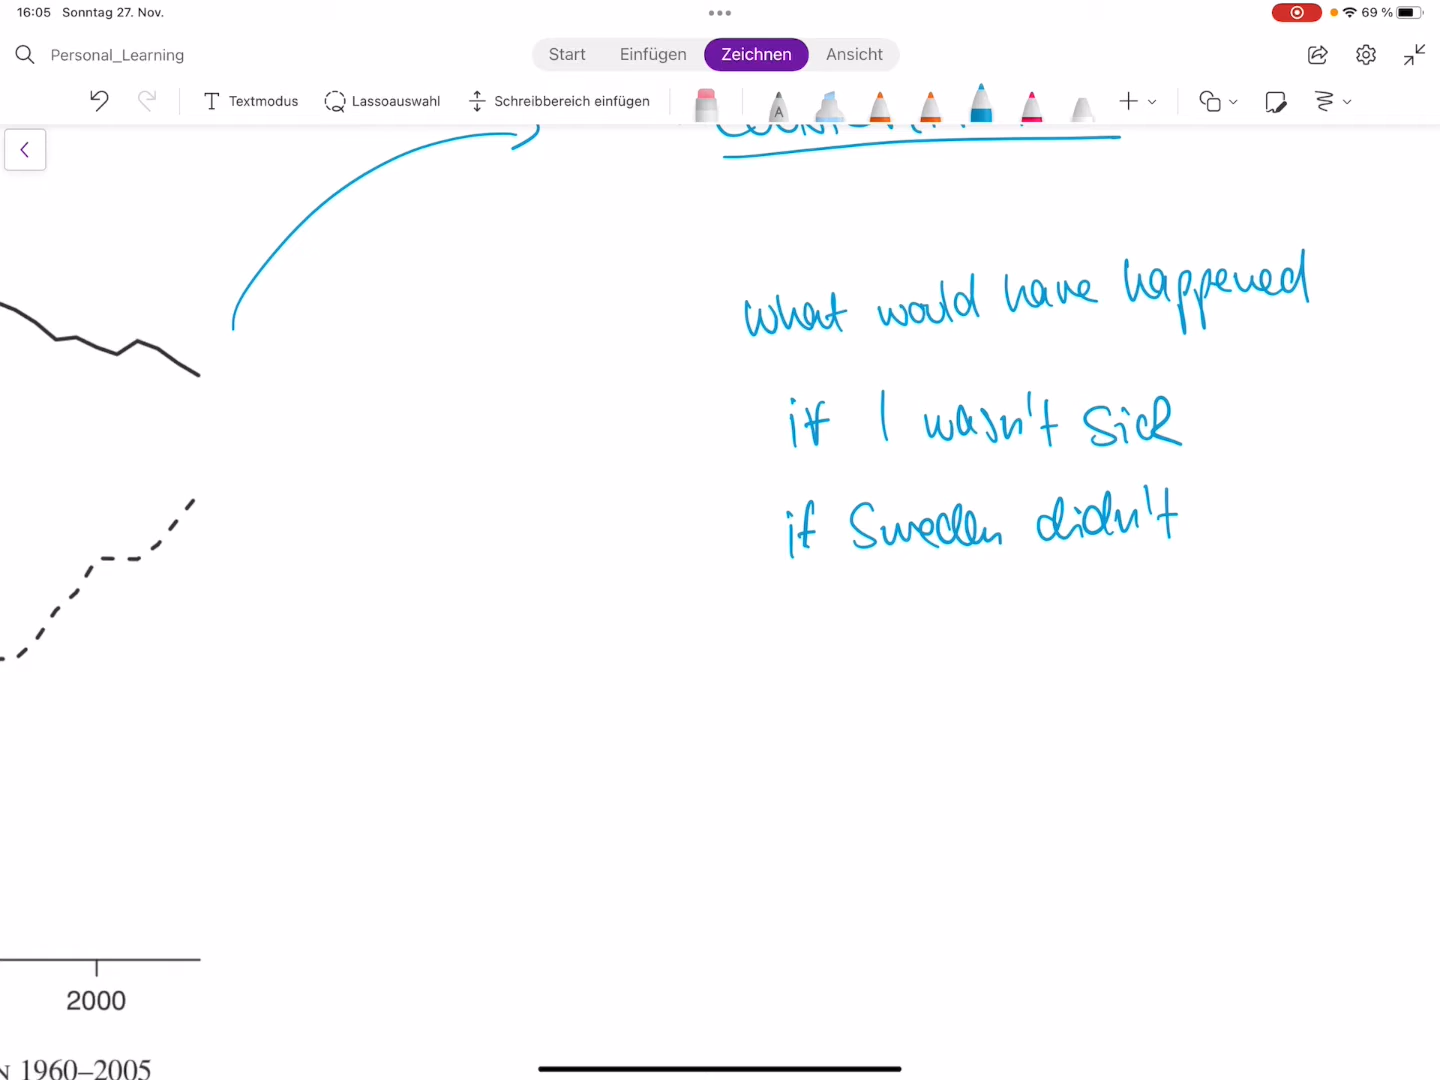 16:05 Sonntag 27. Nov.
69 %
Personal_Learning
Start Einfügen Zeichnen Ansicht
Textmodus Lassoauswahl Schreibbereich einfügen
A
what would have happened
if I wasn't sick
if Sweden didn't
2000
N 1960–2005